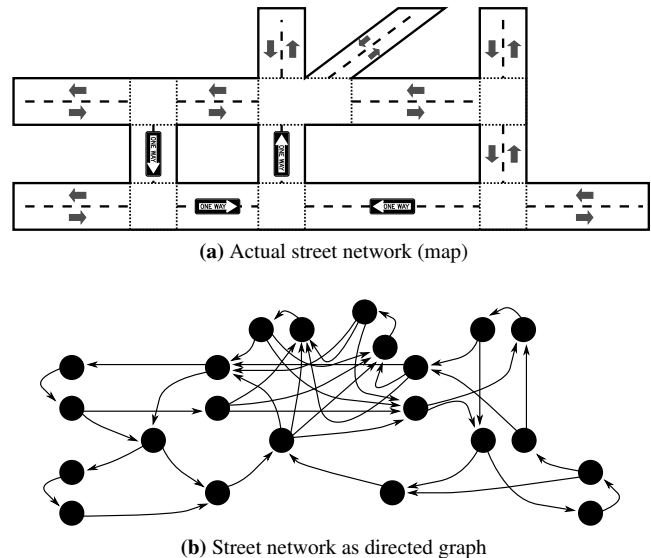 ONE WAY
ONE WAY
ONE WAY
ONE WAY
(a) Actual street network (map)
(b) Street network as directed graph